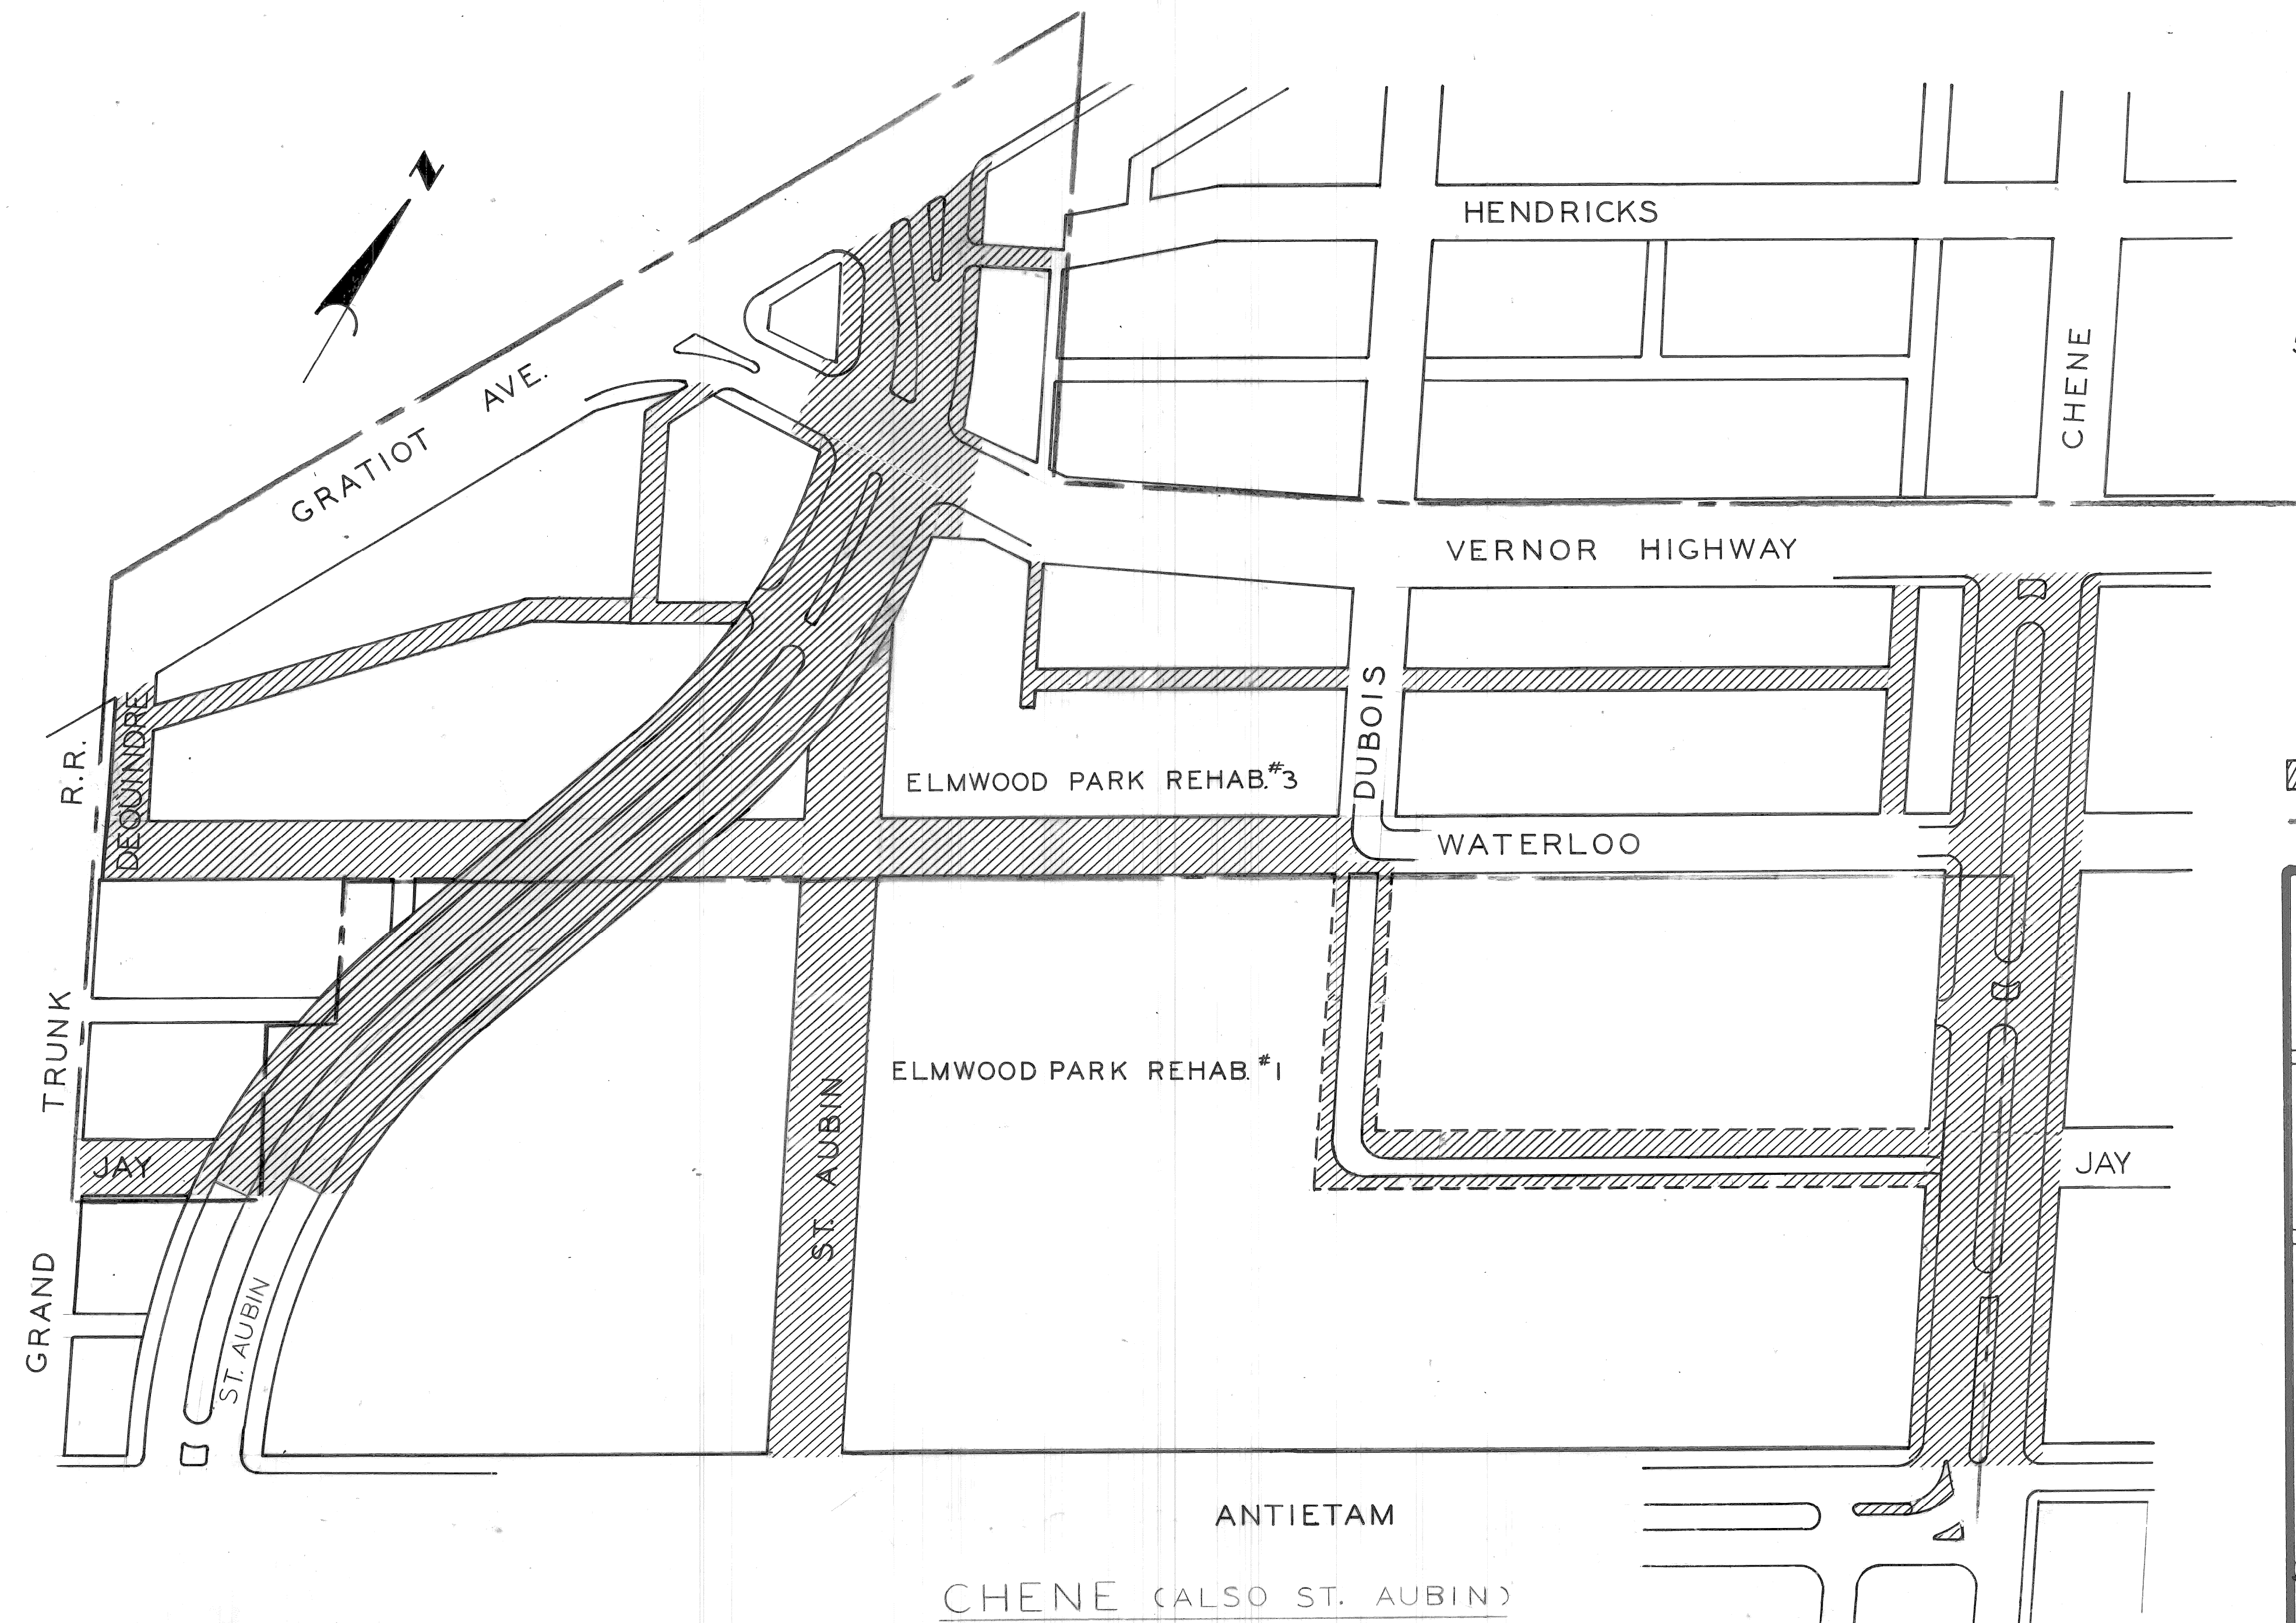 N
HENDRICKS
CHENE
GRATIOT AVE.
VERNOR HIGHWAY
DUBOIS
R.R.
DEQUINDRE
ELMWOOD PARK REHAB. #3
WATERLOO
TRUNK
ELMWOOD PARK REHAB. #1
ST. AUBIN
JAY
JAY
GRAND
ST. AUBIN
ANTIETAM
CHENE (ALSO ST. AUBIN)